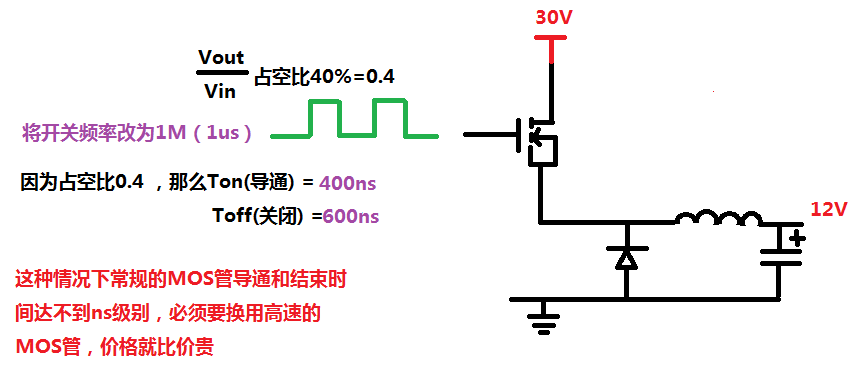 30V
Vout
占空比40%=0.4
Vin
将开关频率改为1M（1us）
因为占空比0.4 ，那么Ton(导通) = 400ns
Toff(关闭) =600ns
12V
+
这种情况下常规的MOS管导通和结束时
间达不到ns级别，必须要换用高速的
MOS管，价格就比价贵